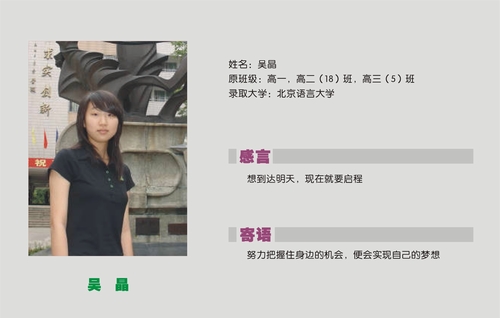 求实创新
祝
吴 晶
姓名：吴晶
原班级：高一，高二（18）班，高三（5）班
录取大学：北京语言大学
感言
想到达明天，现在就要启程
寄语
努力把握住身边的机会，便会实现自己的梦想